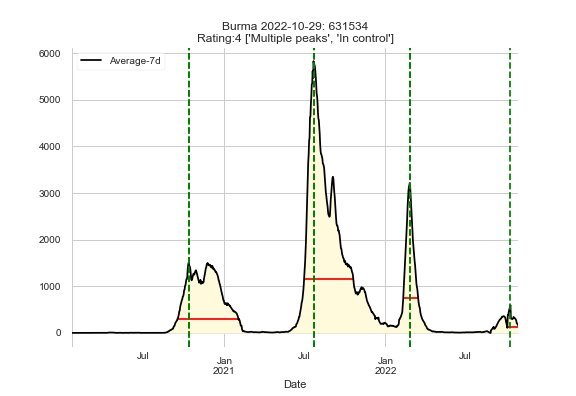 Burma 2022-10-29: 631534
Rating:4 ['Multiple peaks', 'In control']
Average-7d
6000
5000
4000
3000
2000
1000
0
Jul
Jan
2021
Jul
Jan
2022
Jul
Date